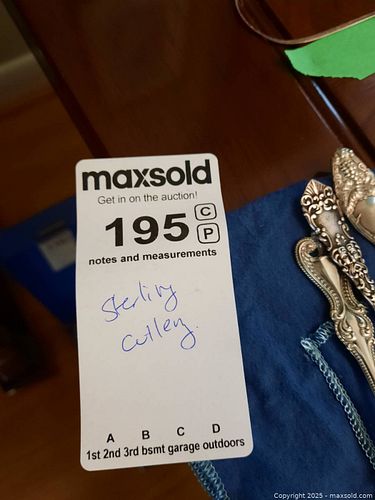 maxsold
Get in on the auction!
195 C
P
notes and measurements
Sterling
Cutlery.
A B C D
1st 2nd 3rd bsmt garage outdoors
Copyright 2025 - maxsold.com